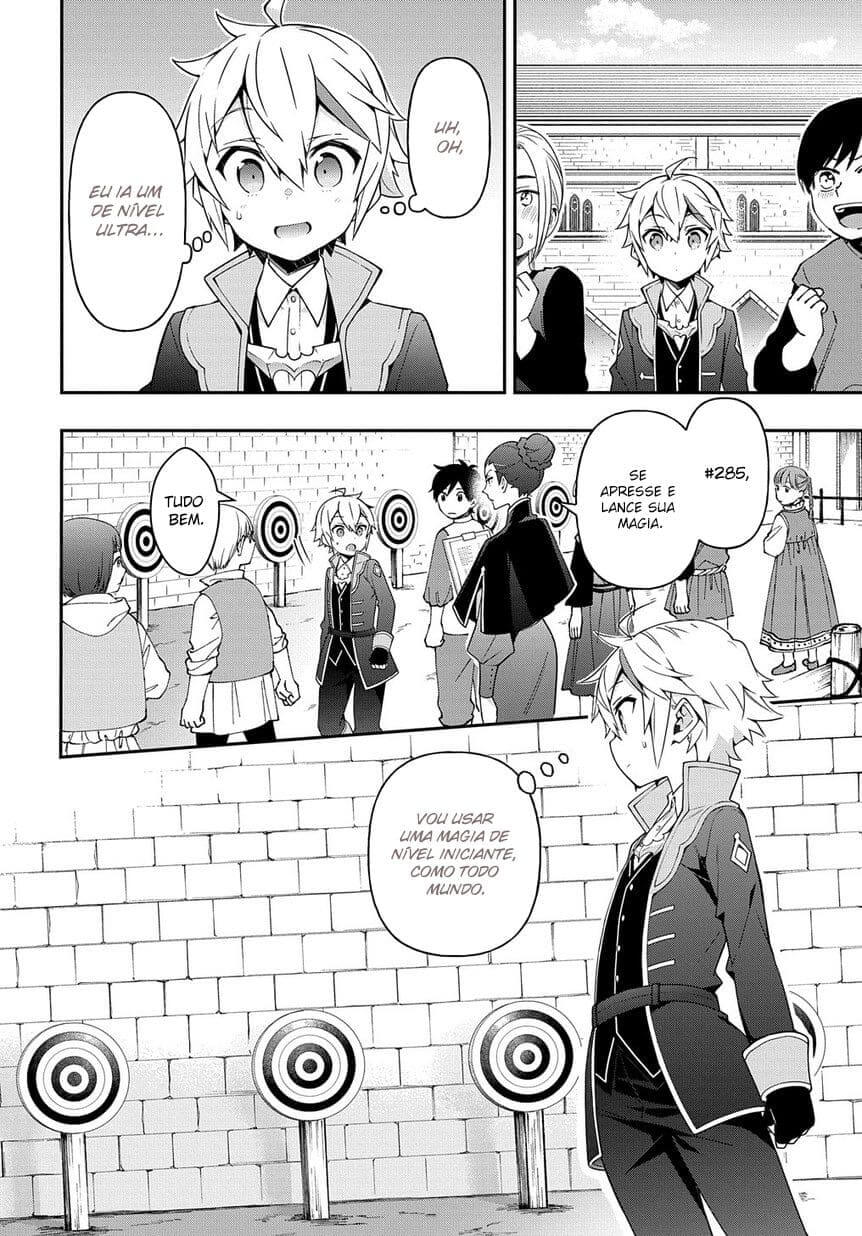 UH,
OH,
EU IA UM
DE NÍVEL
ULTRA...
#285,
SE
APRESSE E
LANCE SUA
MAGIA.
TUDO
BEM.
VOU USAR
UMA MAGIA DE
NÍVEL INICIANTE,
COMO TODO
MUNDO.